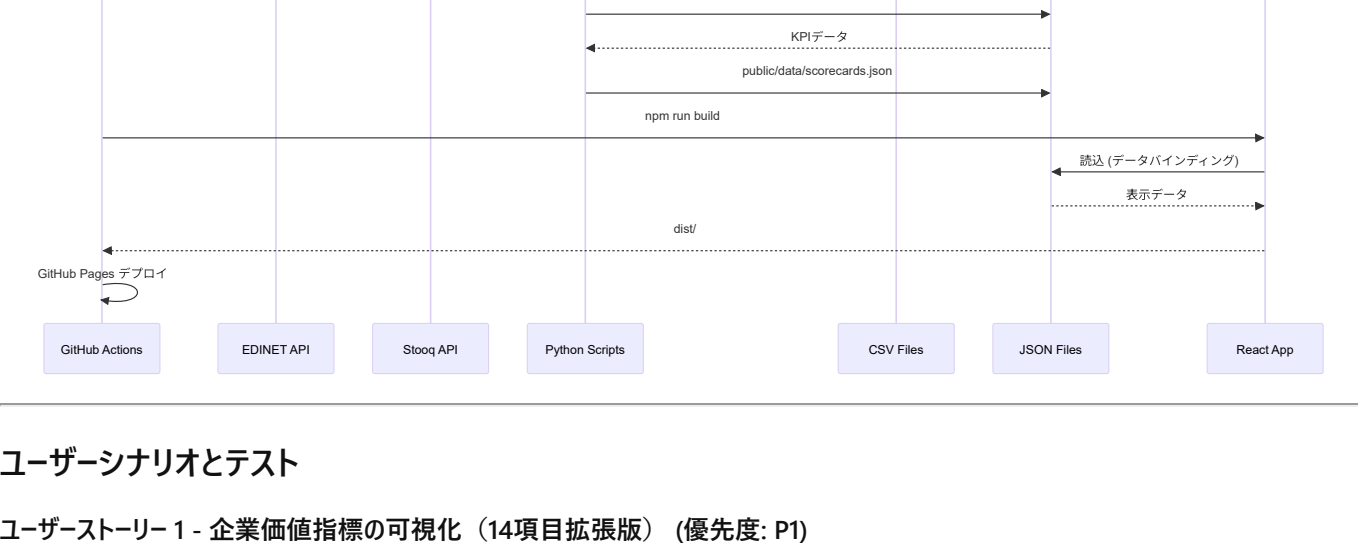 KPIデータ
public/data/scorecards.json
npm run build
読込 (データバインディング)
表示データ
dist/
GitHub Pages デプロイ
GitHub Actions
EDINET API
Stooq API
Python Scripts
CSV Files
JSON Files
React App
ユーザーシナリオとテスト
ユーザーストーリー 1 - 企業価値指標の可視化（14項目拡張版） (優先度: P1)